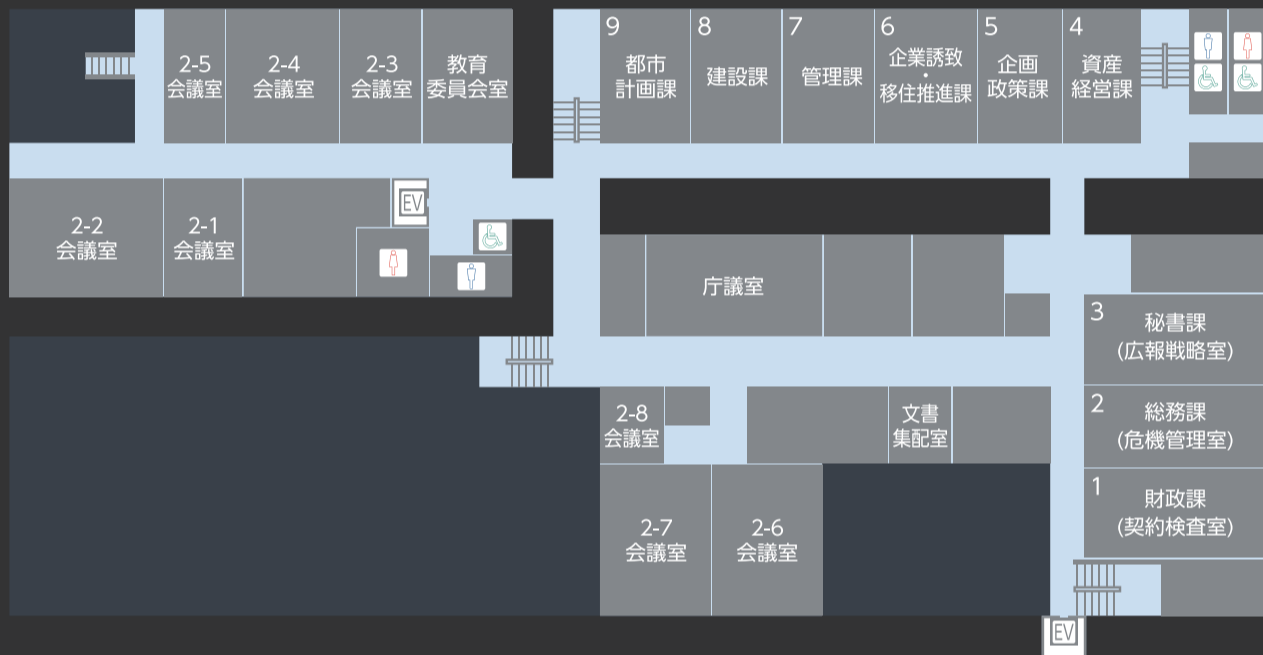 2-5
会議室
2-4
会議室
2-3
会議室
教育
委員会室
9
都市
計画課
8
建設課
7
管理課
6
企業誘致
・
移住推進課
5
企画
政策課
4
資産
経営課
2-2
会議室
2-1
会議室
EV
庁議室
3
秘書課
(広報戦略室)
2-8
会議室
文書
集配室
2
総務課
(危機管理室)
2-7
会議室
2-6
会議室
1
財政課
(契約検査室)
EV